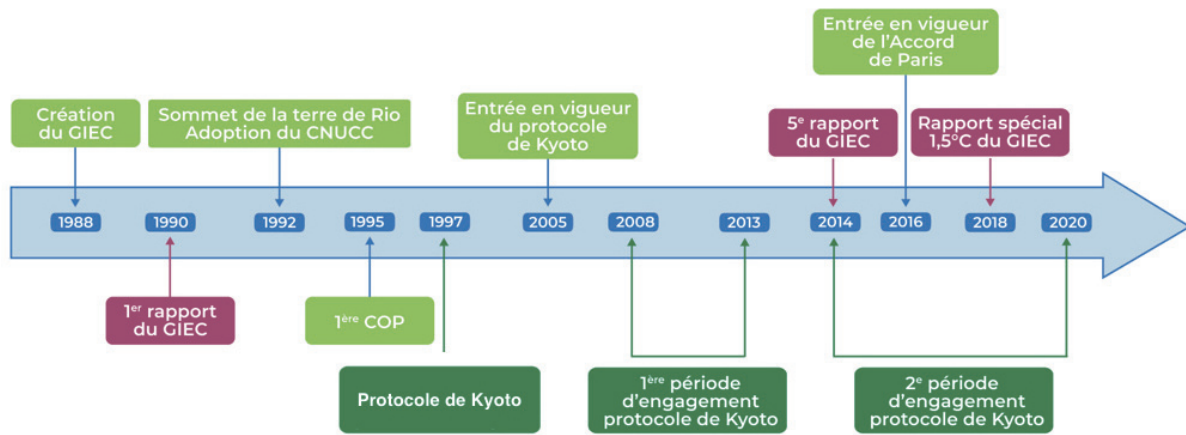 Entrée en vigueur
de l'Accord
de Paris
Création
du GIEC
Sommet de la terre de Rio
Adoption du CNUCC
Entrée en vigueur
du protocole
de Kyoto
5e rapport
du GIEC
Rapport spécial
1,5°C du GIEC
1988
1990
1992
1995
1997
2005
2008
2013
2014
2016
2018
2020
1er rapport
du GIEC
1ère COP
Protocole de Kyoto
1ère période
d'engagement
protocole de Kyoto
2e période
d'engagement
protocole de Kyoto